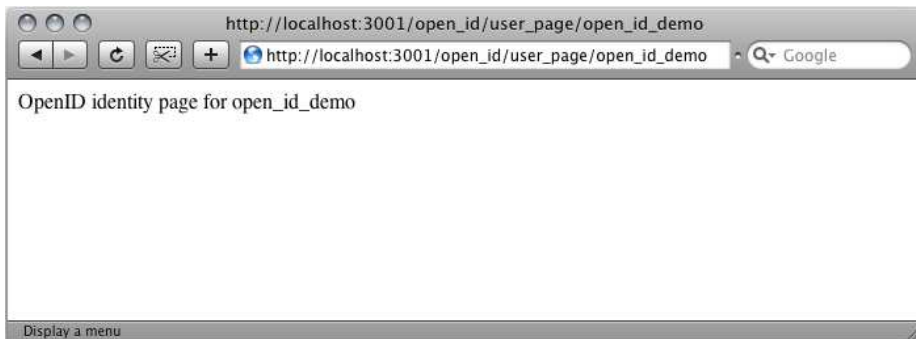 http://localhost:3001/open_id/user_page/open_id_demo
+ http://localhost:3001/open_id/user_page/open_id_demo Google
OpenID identity page for open_id_demo
Display a menu